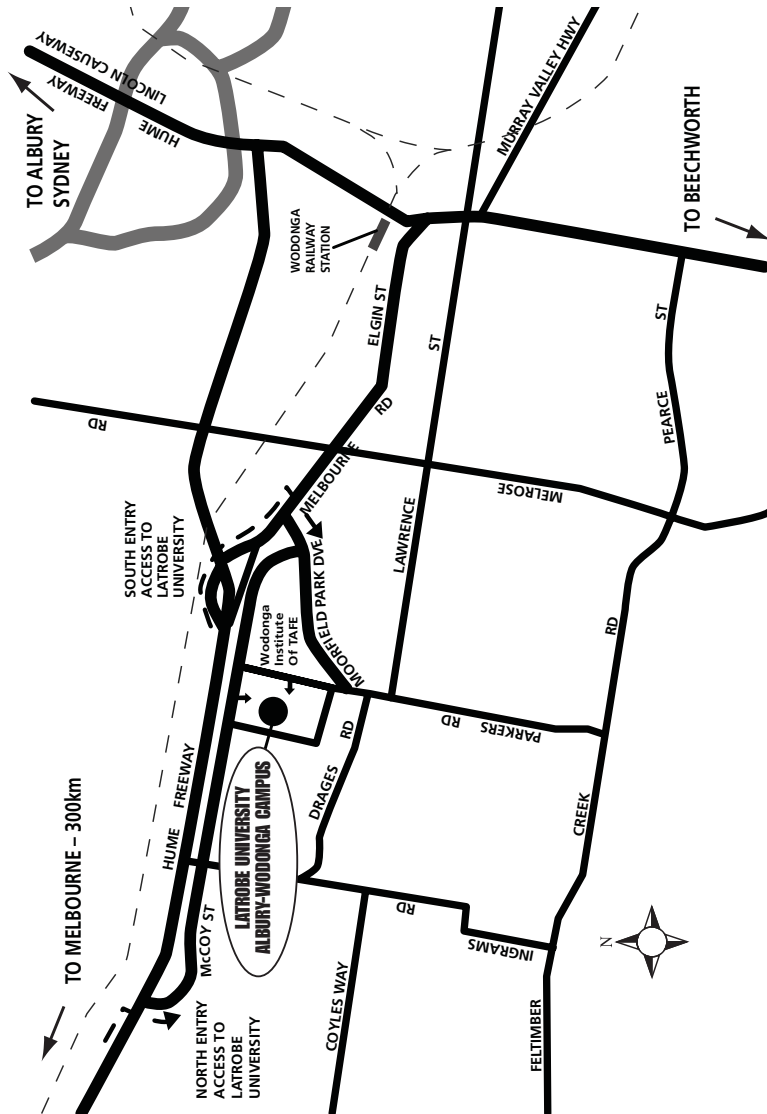 TO ALBURY
SYDNEY
HUME
FREEWAY
LINCOLN CAUSEWAY
MURRAY VALLEY HWY
TO BEECHWORTH
WODONGA
RAILWAY
STATION
ELGIN ST
ST
ST
PEARCE
RD
RD
MELBOURNE
MELROSE
LAWRENCE
SOUTH ENTRY
ACCESS TO
LATROBE
UNIVERSITY
Wodonga
Institute
Of TAFE
MOORFIELD PARK DVE
RD
PARKERS
RD
RD
DRAGES
CREEK
HUME
FREEWAY
LATROBE UNIVERSITY
ALBURY-WODONGA CAMPUS
TO MELBOURNE – 300km
McCOY ST
RD
INGRAMS
COYLES WAY
FELTIMBER
N
NORTH ENTRY
ACCESS TO
LATROBE
UNIVERSITY